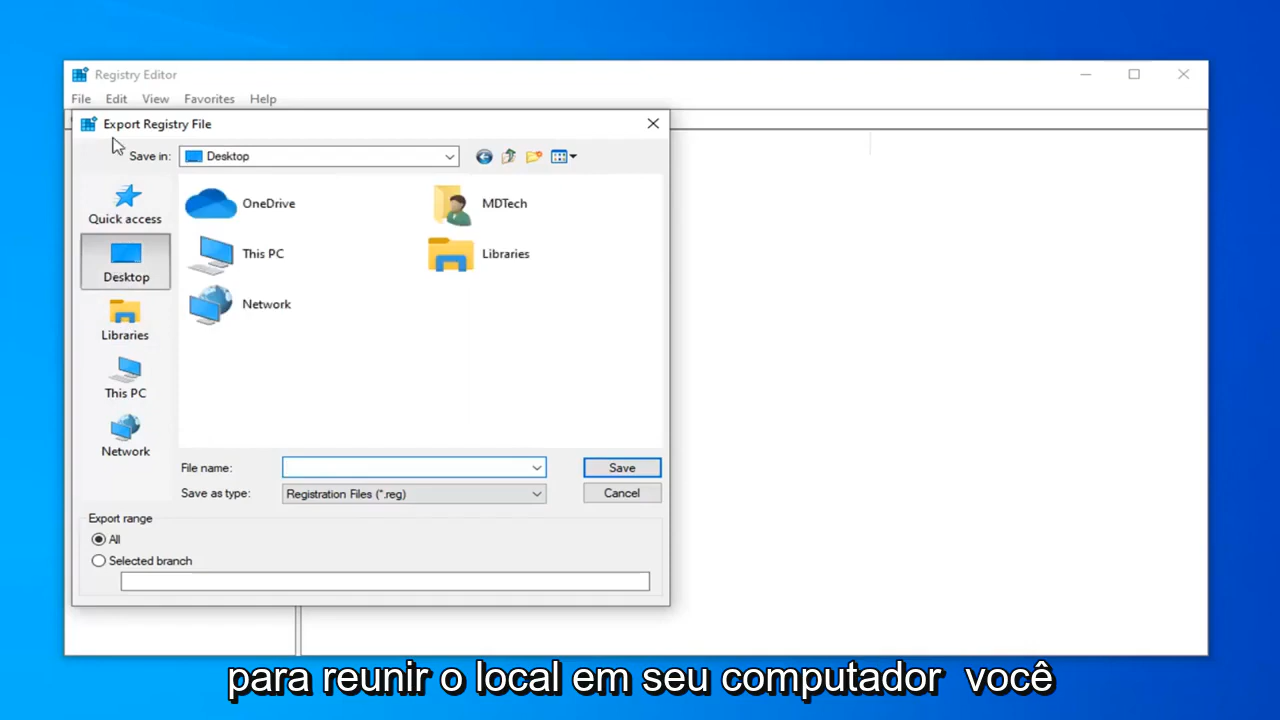 Registry Editor
File Edit View Favorites Help
Export Registry File
Save in: Desktop
Quick access
Desktop
Libraries
This PC
Network
OneDrive MDTech
This PC Libraries
Network
File name: Save
Save as type: Registration Files (*.reg) Cancel
Export range
All
Selected branch
para reunir o local em seu computador você